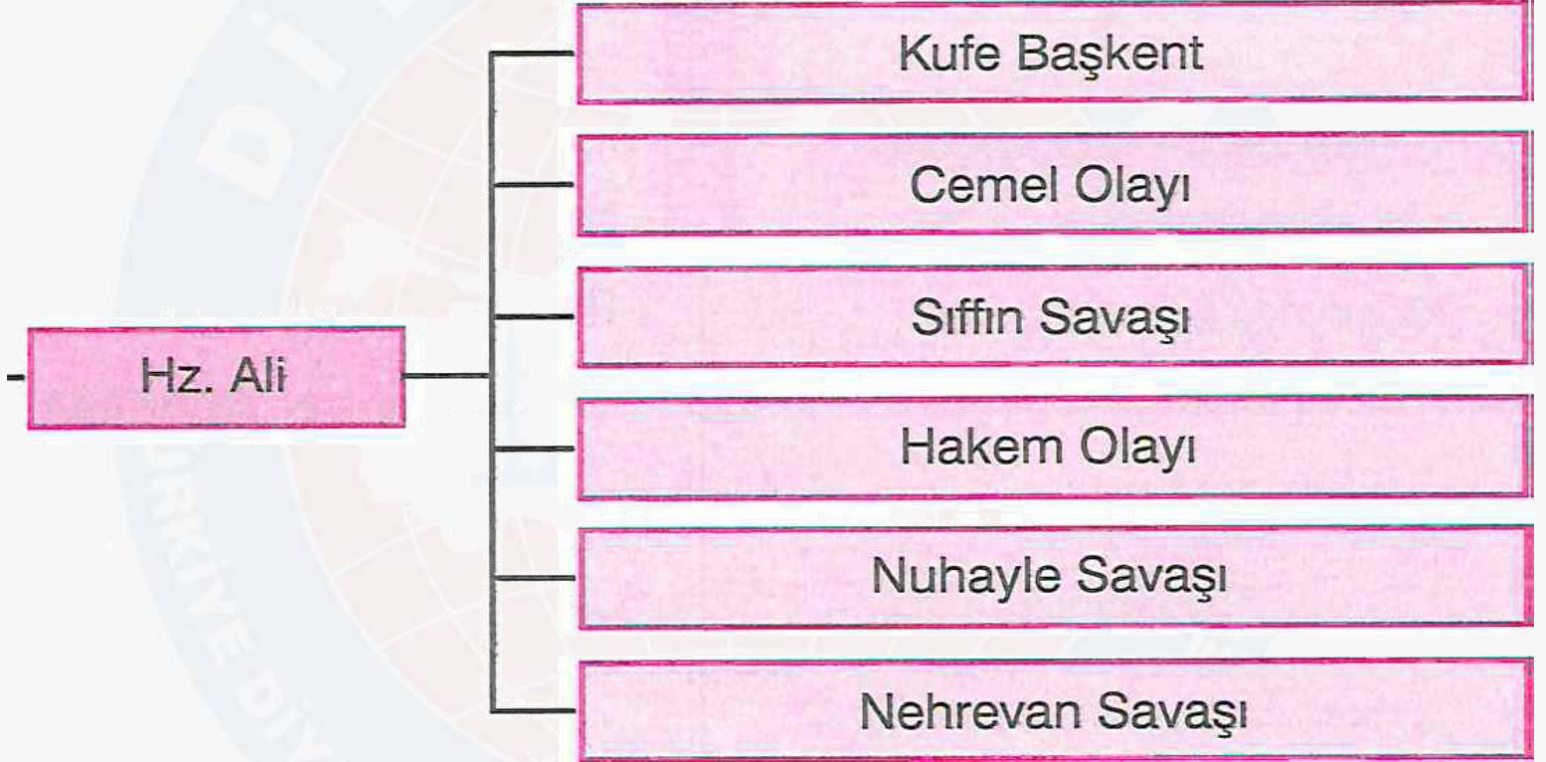 Kufe Başkent
Cemel Olayı
Sıffın Savaşı
Hz. Ali
Hakem Olayı
Nuhayle Savaşı
Nehrevan Savaşı